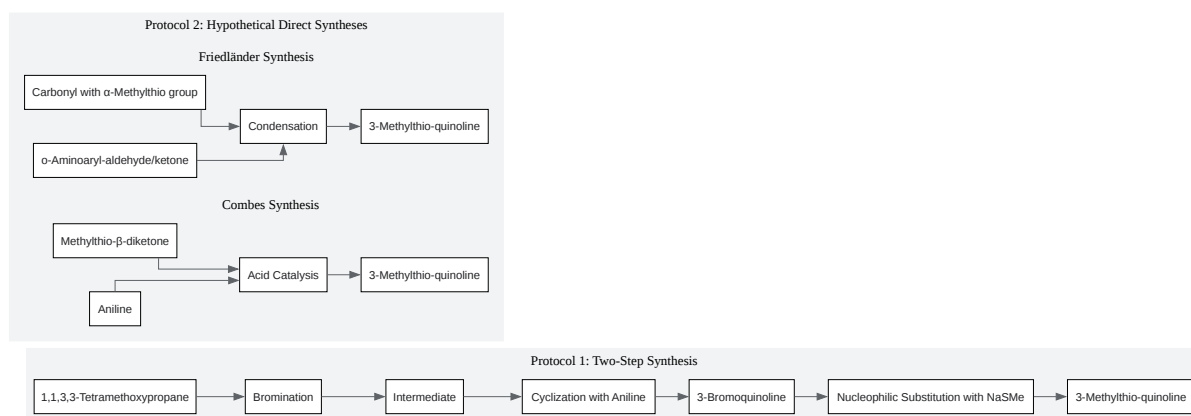 Protocol 2: Hypothetical Direct Syntheses
Friedländer Synthesis
Carbonyl with α-Methylthio group
Condensation
3-Methylthio-quinoline
o-Aminoaryl-aldehyde/ketone
Combes Synthesis
Methylthio-β-diketone
Acid Catalysis
3-Methylthio-quinoline
Aniline
Protocol 1: Two-Step Synthesis
1,1,3,3-Tetramethoxypropane
Bromination
Intermediate
Cyclization with Aniline
3-Bromoquinoline
Nucleophilic Substitution with NaSMe
3-Methylthio-quinoline